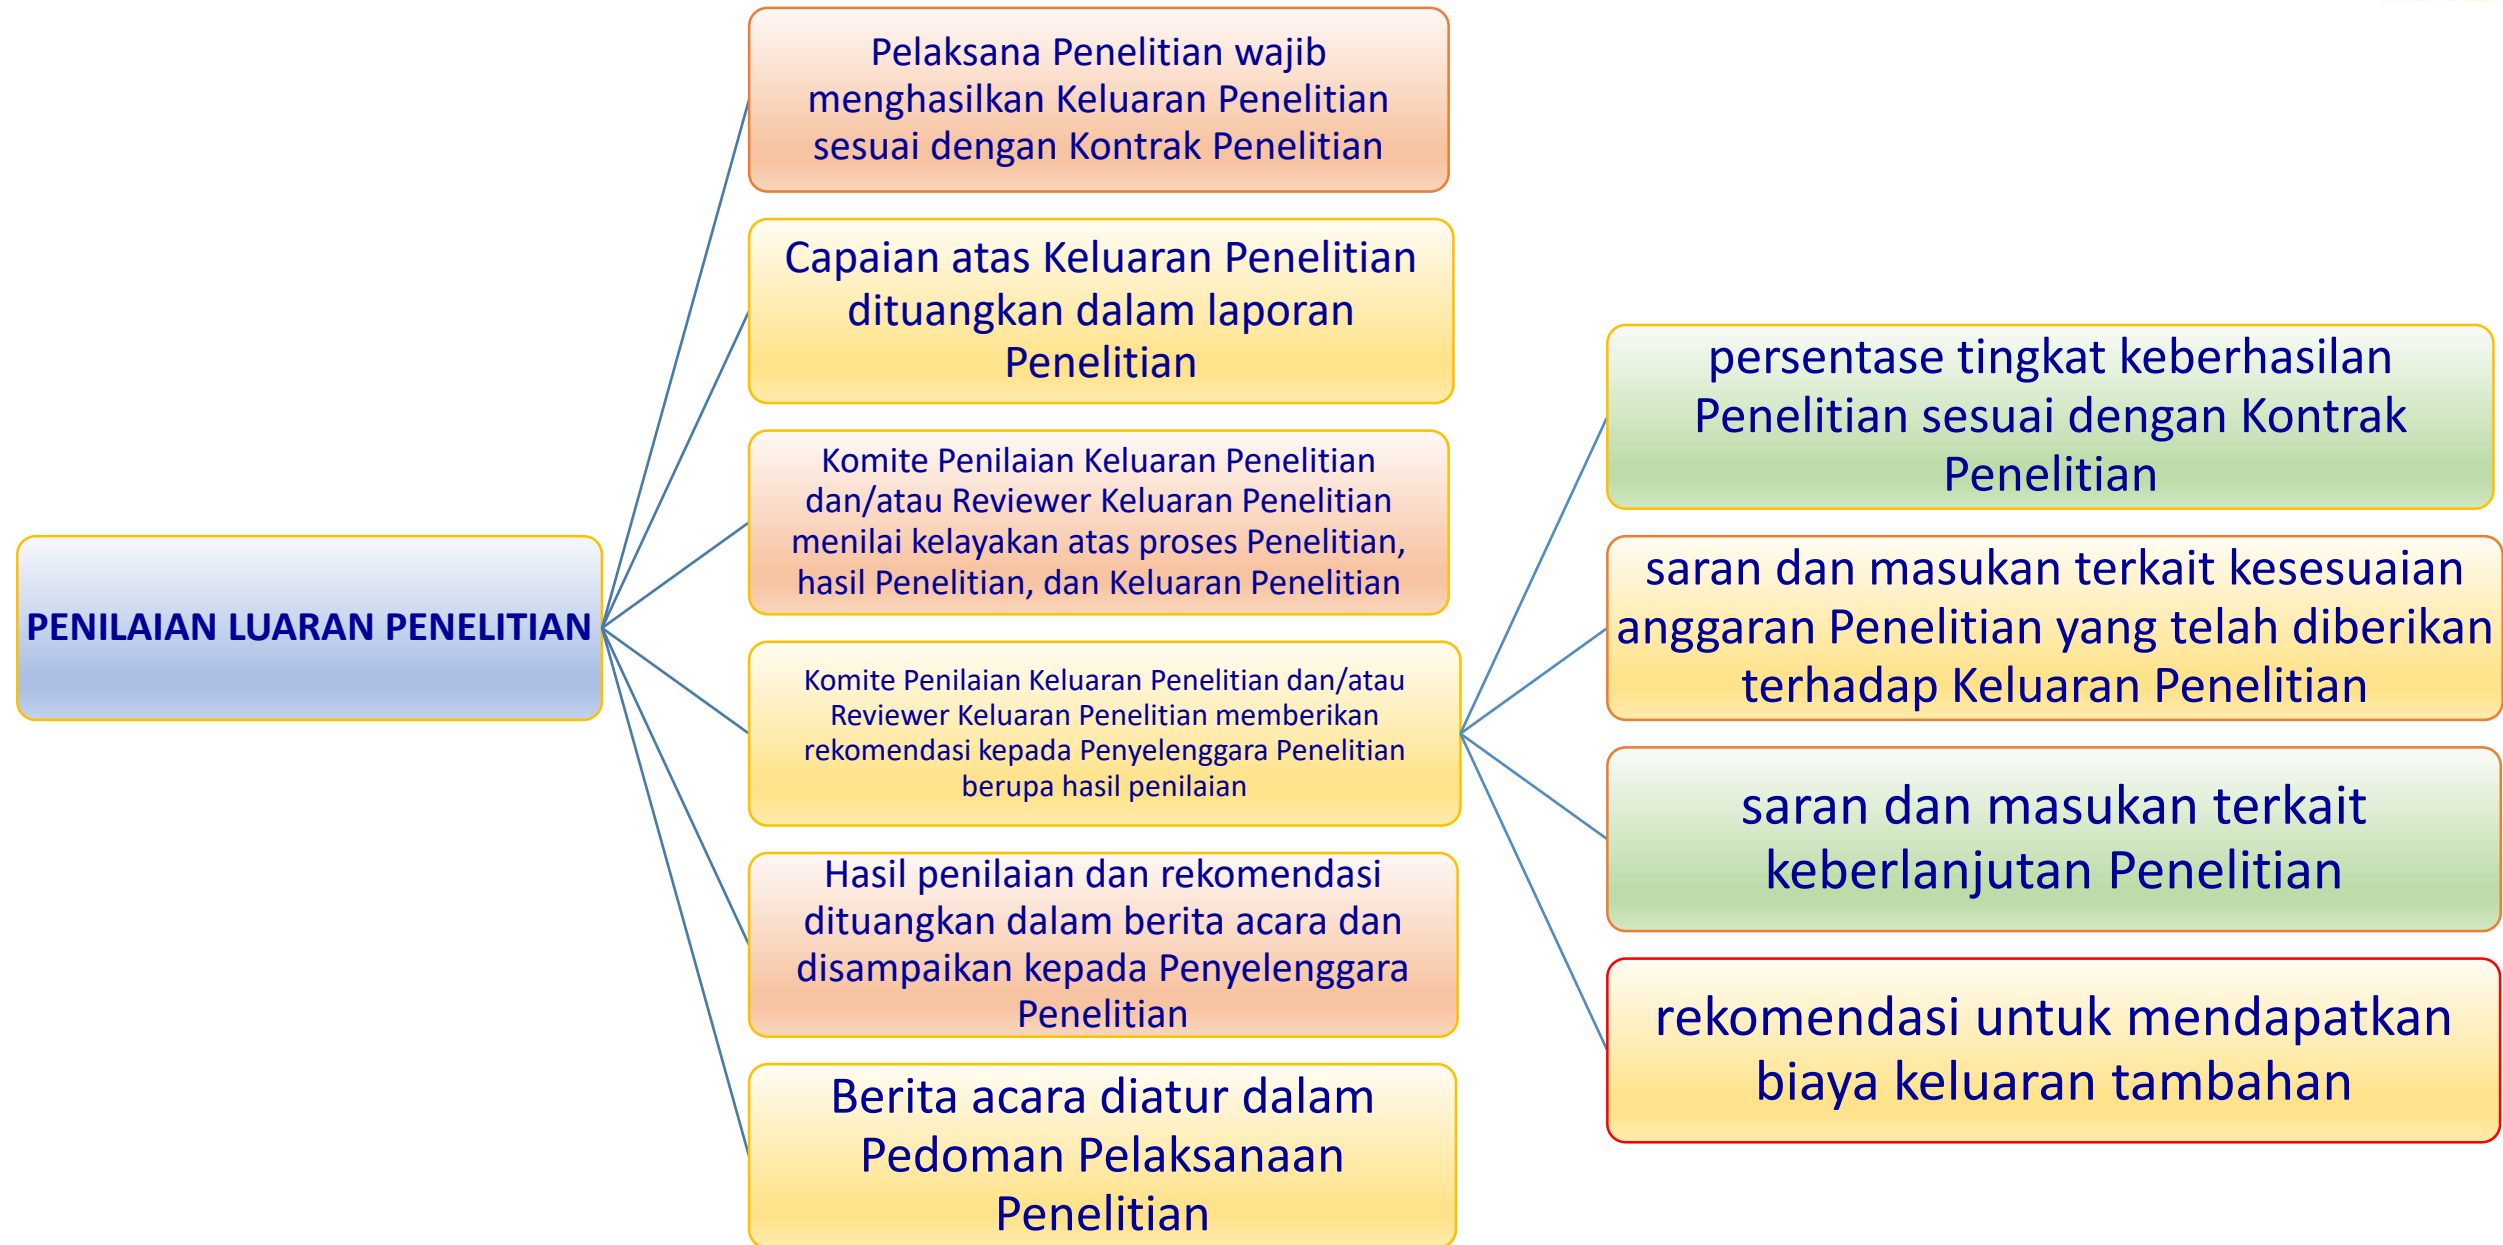 PENILAIAN LUARAN PENELITIAN
Pelaksana Penelitian wajib
menghasilkan Keluaran Penelitian
sesuai dengan Kontrak Penelitian
Capaian atas Keluaran Penelitian
dituangkan dalam laporan
Penelitian
Komite Penilaian Keluaran Penelitian
dan/atau Reviewer Keluaran Penelitian
menilai kelayakan atas proses Penelitian,
hasil Penelitian, dan Keluaran Penelitian
Komite Penilaian Keluaran Penelitian dan/atau
Reviewer Keluaran Penelitian memberikan
rekomendasi kepada Penyelenggara Penelitian
berupa hasil penilaian
persentase tingkat keberhasilan
Penelitian sesuai dengan Kontrak
Penelitian
saran dan masukan terkait kesesuaian
anggaran Penelitian yang telah diberikan
terhadap Keluaran Penelitian
saran dan masukan terkait
keberlanjutan Penelitian
rekomendasi untuk mendapatkan
biaya keluaran tambahan
Hasil penilaian dan rekomendasi
dituangkan dalam berita acara dan
disampaikan kepada Penyelenggara
Penelitian
Berita acara diatur dalam
Pedoman Pelaksanaan
Penelitian